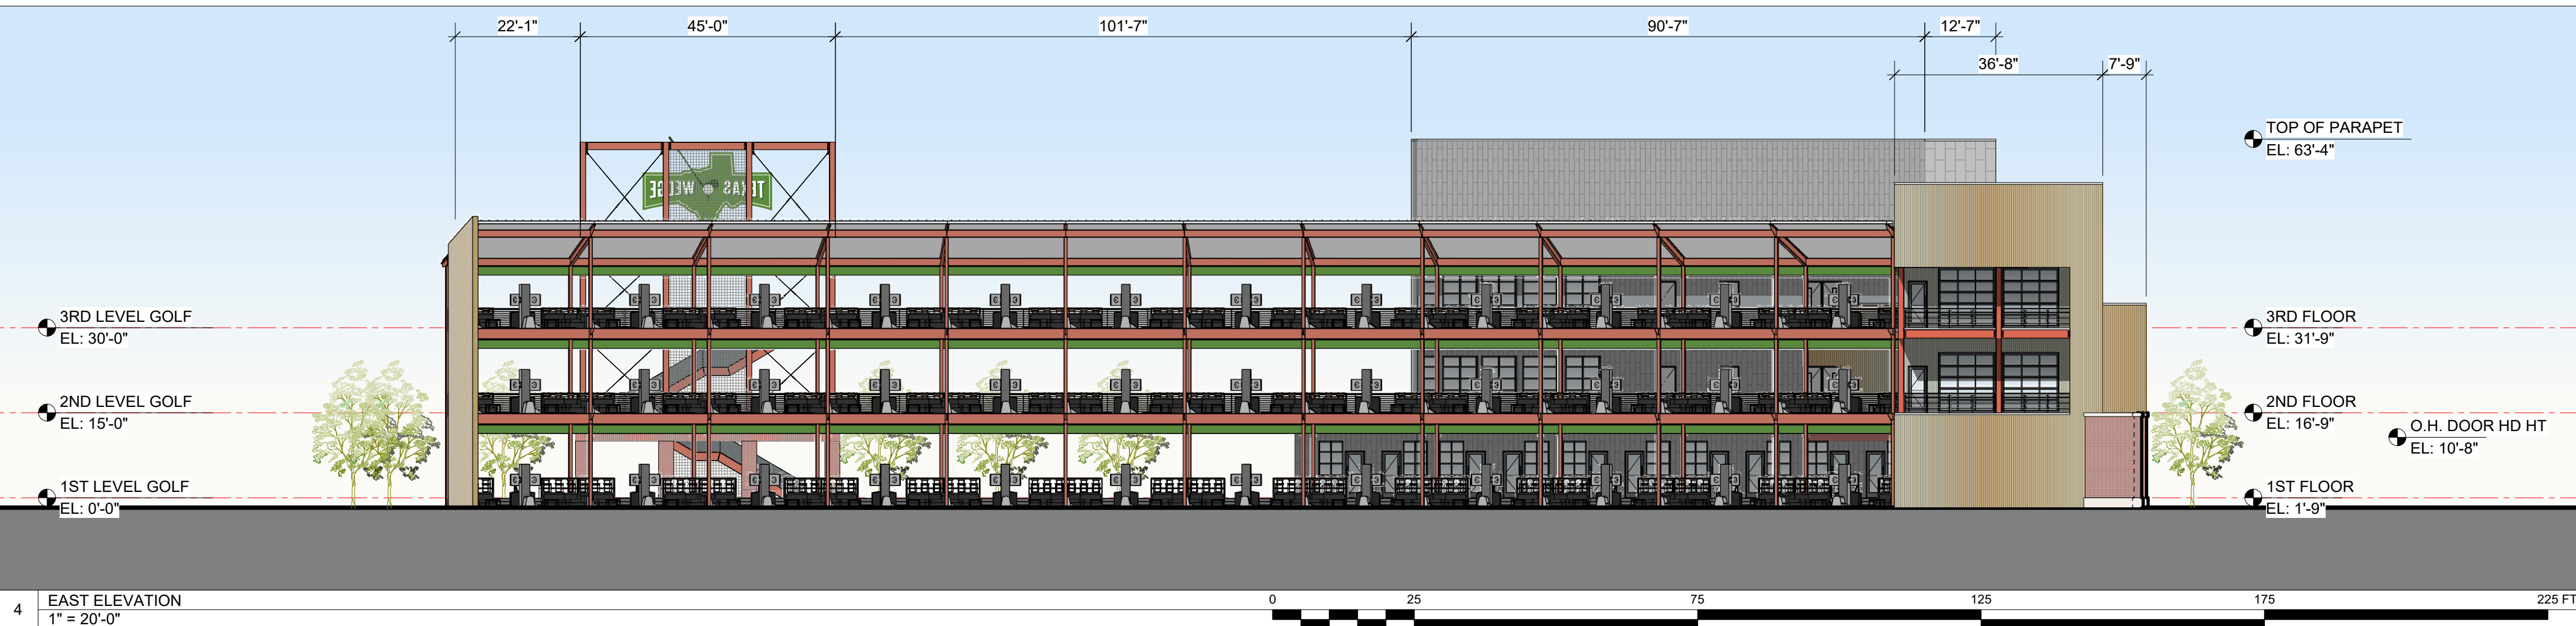 22'-1" 45'-0" 101'-7" 90'-7" 12'-7"
36'-8" 7'-9"
TEXAS WEDGE
TOP OF PARAPET
EL: 63'-4"
3RD LEVEL GOLF
EL: 30'-0"
2ND LEVEL GOLF
EL: 15'-0"
1ST LEVEL GOLF
EL: 0'-0"
3RD FLOOR
EL: 31'-9"
2ND FLOOR
EL: 16'-9"
O.H. DOOR HD HT
EL: 10'-8"
1ST FLOOR
EL: 1'-9"
4
EAST ELEVATION
1" = 20'-0"
0 25 75 125 175 225 FT